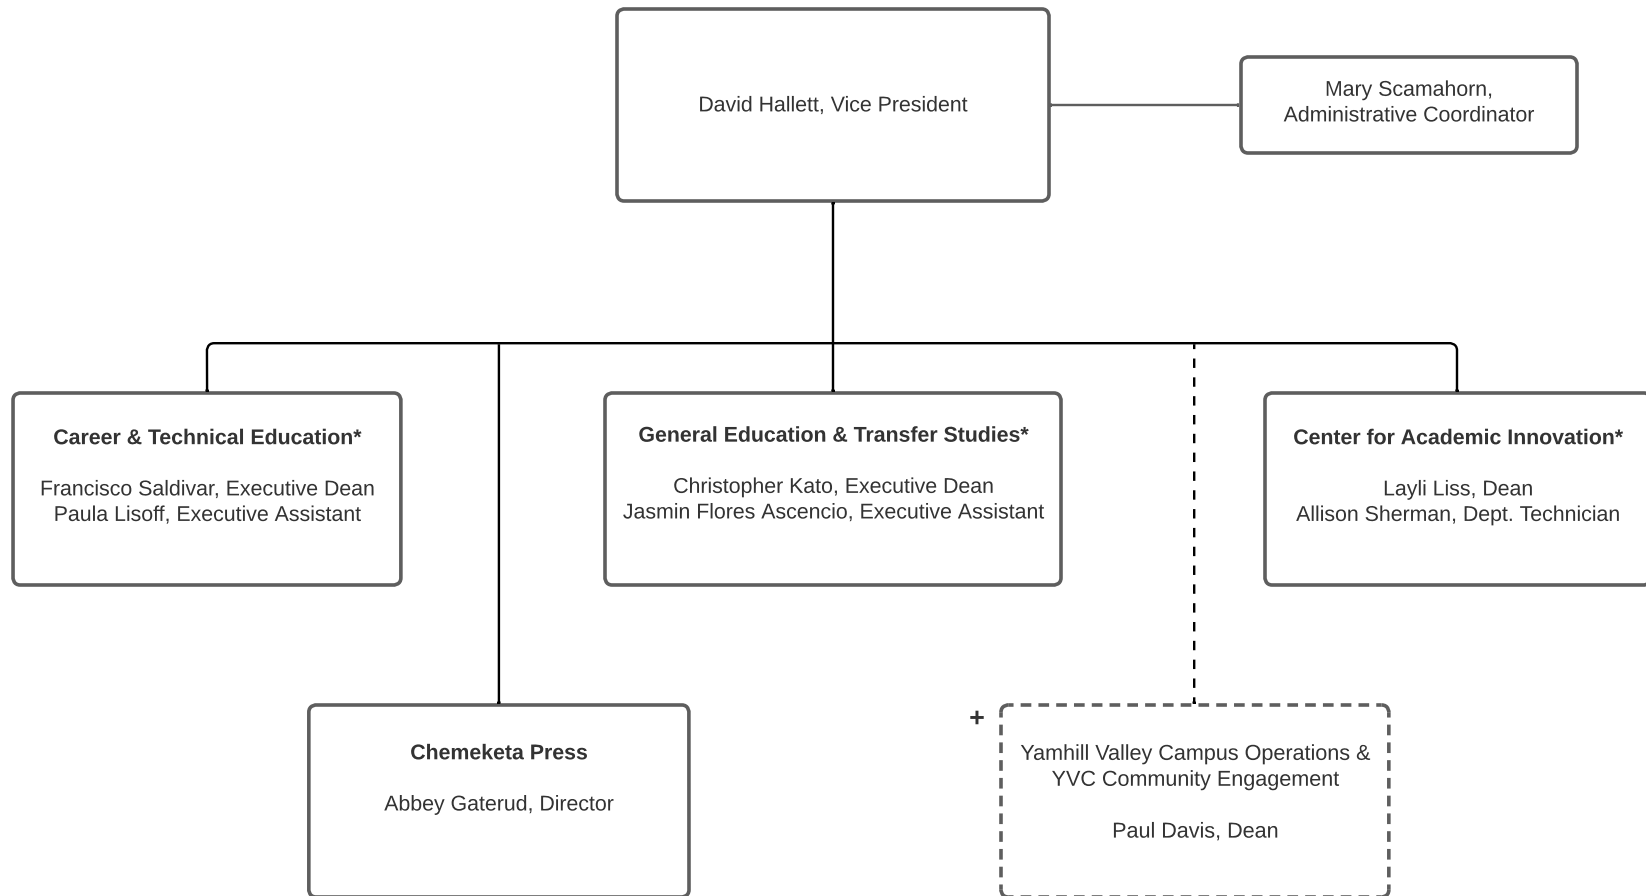 David Hallett, Vice President
Mary Scamahorn,
Administrative Coordinator
Career & Technical Education*
Francisco Saldivar, Executive Dean
Paula Lisoff, Executive Assistant
General Education & Transfer Studies*
Christopher Kato, Executive Dean
Jasmin Flores Ascencio, Executive Assistant
Center for Academic Innovation*
Layli Liss, Dean
Allison Sherman, Dept. Technician
Chemeketa Press
Abbey Gaterud, Director
+
Yamhill Valley Campus Operations &
YVC Community Engagement
Paul Davis, Dean